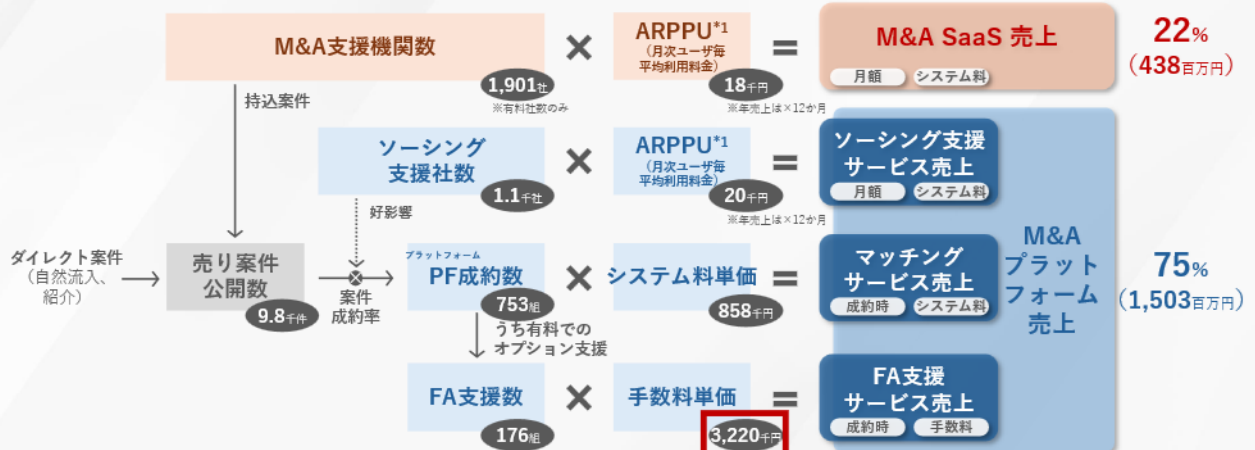 M&A支援機関数
1,901社
※有料社数のみ
×
ARPPU*1
（月次ユーザ毎
平均利用料金）
18千円
※年売上は×12か月
=
M&A SaaS 売上
月額
システム料
22%
（438百万円）
持込案件
ソーシング
支援社数
1.1千社
×
ARPPU*1
（月次ユーザ毎
平均利用料金）
20千円
※年売上は×12か月
=
ソーシング支援
サービス売上
月額
システム料
好影響
ダイレクト案件
（自然流入、
紹介）
売り案件
公開数
9.8千件
案件
成約率
プラットフォーム
PF成約数
753組
×
システム料単価
858千円
=
マッチング
サービス売上
成約時
システム料
M&A
プラット
フォーム
売上
75%
（1,503百万円）
うち有料での
オプション支援
FA支援数
176組
×
手数料単価
3,220千円
=
FA支援
サービス売上
成約時
手数料